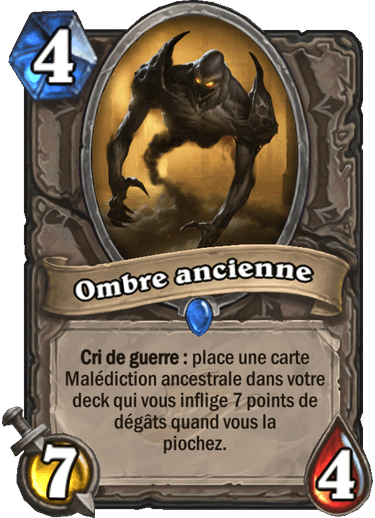 4
Ombre ancienne
Cri de guerre : place une carte
Malédiction ancestrale dans votre
deck qui vous inflige 7 points de
dégâts quand vous la
piochez.
7
4